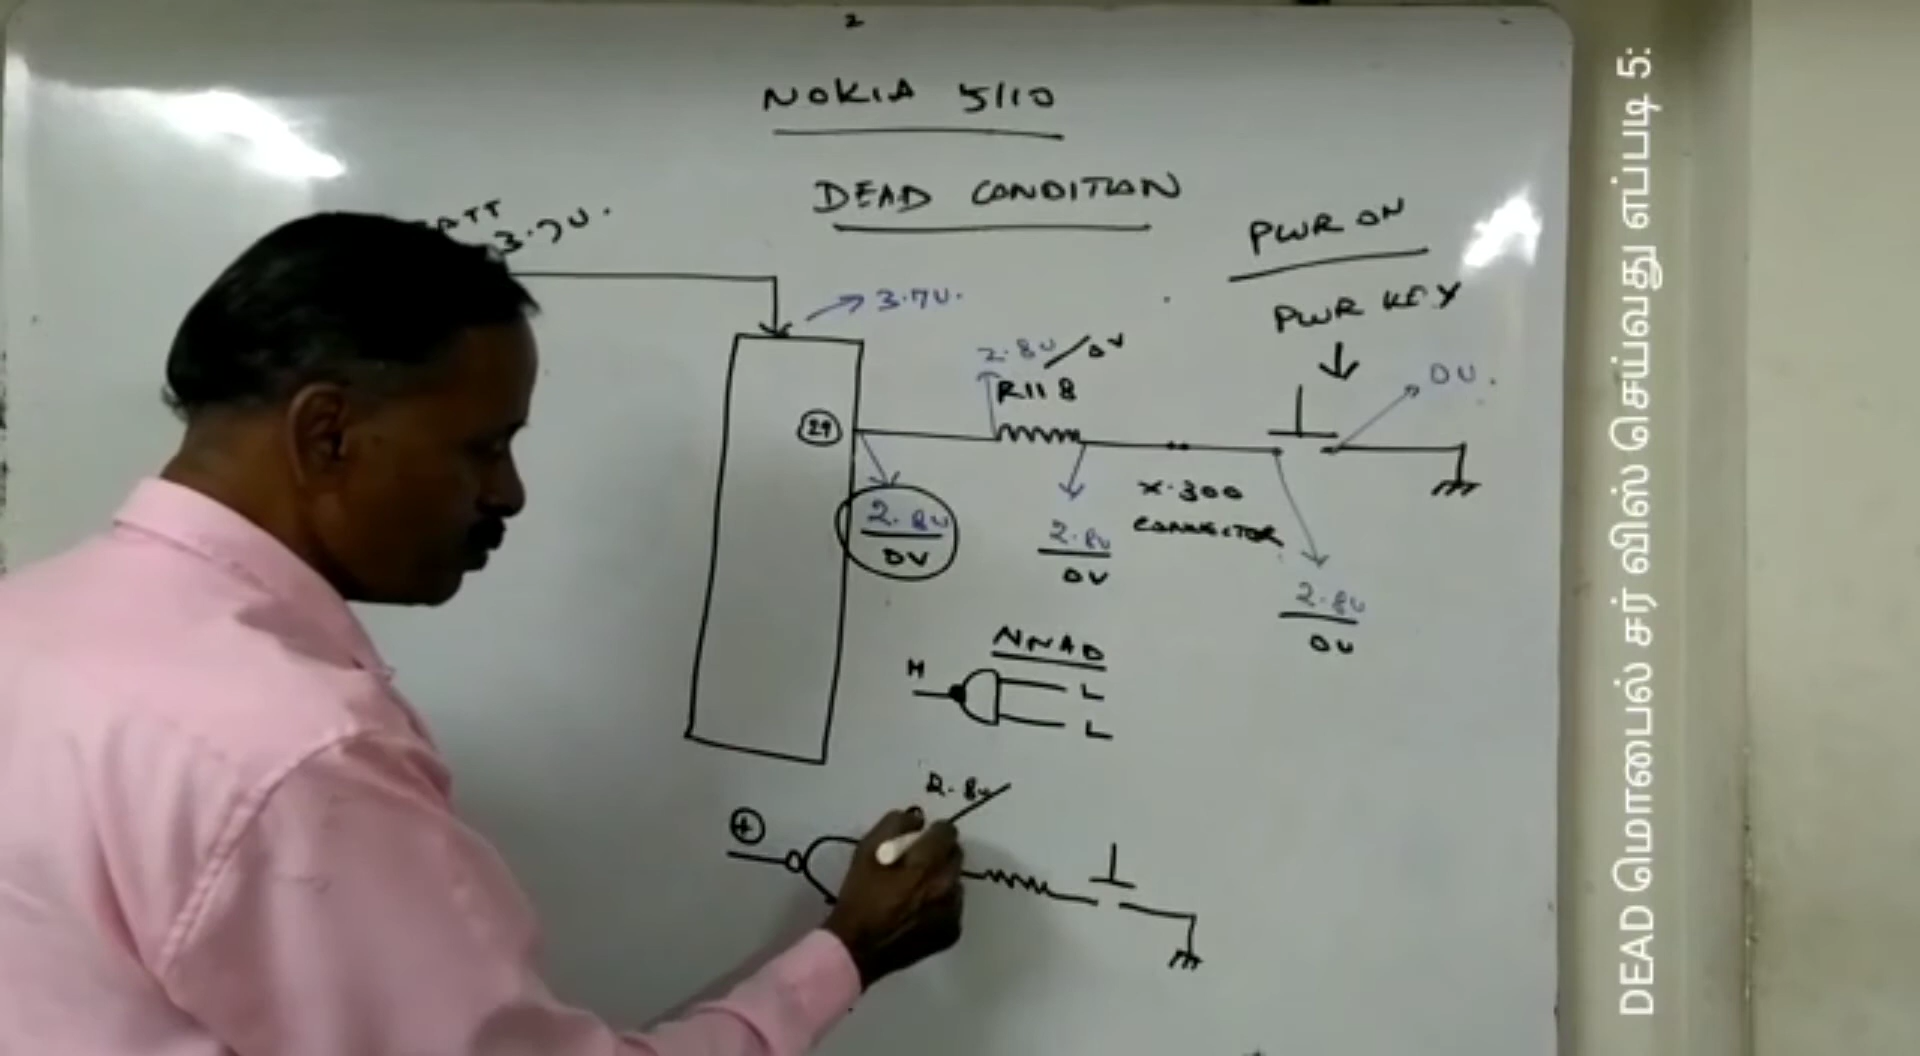 NOKIA 5110
DEAD CONDITION
3.7V.
PWR ON
PWR KEY
3.7V.
2.8V/0V
R118
0V.
29
2.8V
0V
2.8V
0V
X.300
CONNECTOR
2.8V
0V
NNAD
H
L
L
2.8V
+
DEAD மொபைல் சர் வீஸ் செய்வது எப்படி 5: